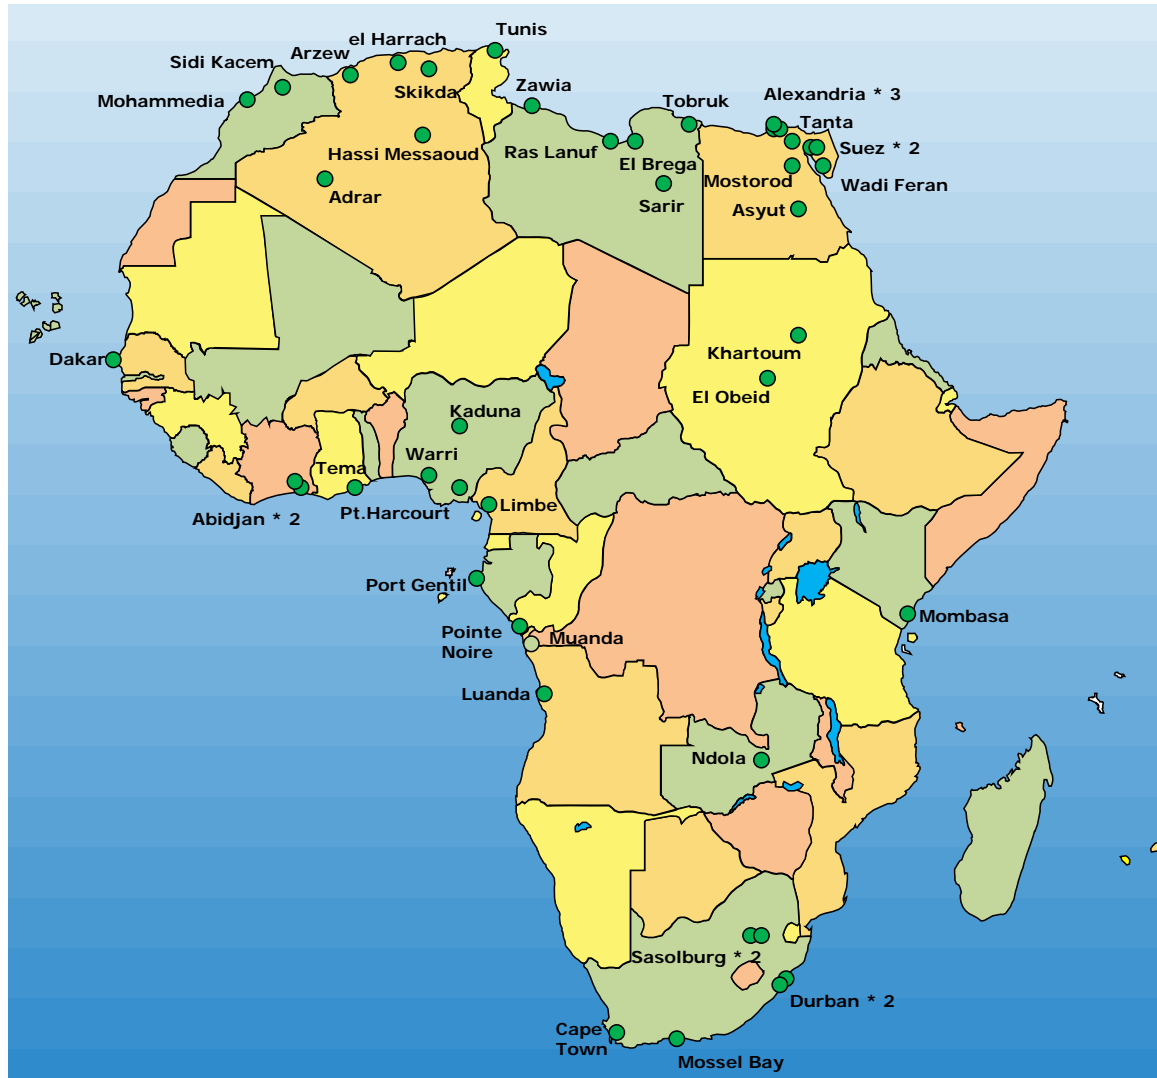 Tunis
el Harrach
Arzew
Sidi Kacem
Skikda
Zawia
Alexandria * 3
Mohammedia
Tobruk
Tanta
Hassi Messaoud
Ras Lanuf
El Brega
Suez * 2
Mostorod
Wadi Feran
Adrar
Sarir
Asyut
Dakar
Khartoum
El Obeid
Kaduna
Warri
Tema
Abidjan * 2
Pt.Harcourt
Limbe
Port Gentil
Mombasa
Pointe
Noire
Muanda
Luanda
Ndola
Sasolburg * 2
Durban * 2
Cape
Town
Mossel Bay